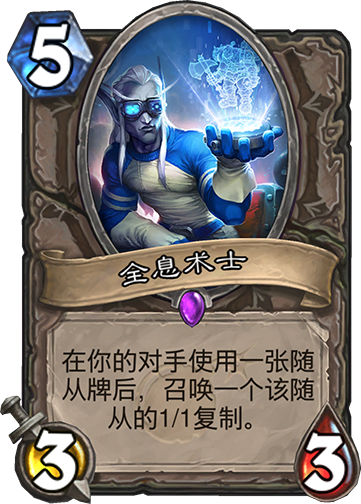 5
全息术士
在你的对手使用一张随
从牌后，召唤一个该随
从的1/1复制。
3
3